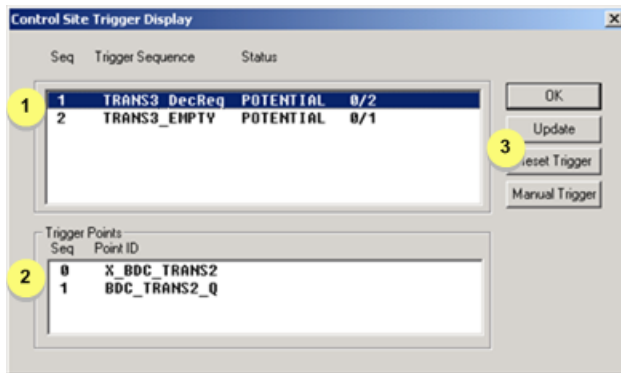 Control Site Trigger Display
Seq Trigger Sequence Status
1
1 TRANS3_DecReq POTENTIAL 0/2
2 TRANS3_EMPTY POTENTIAL 0/1
OK
Update
3
Reset Trigger
Manual Trigger
Trigger Points
Seq Point ID
2
0 X_BDC_TRANS2
1 BDC_TRANS2_Q